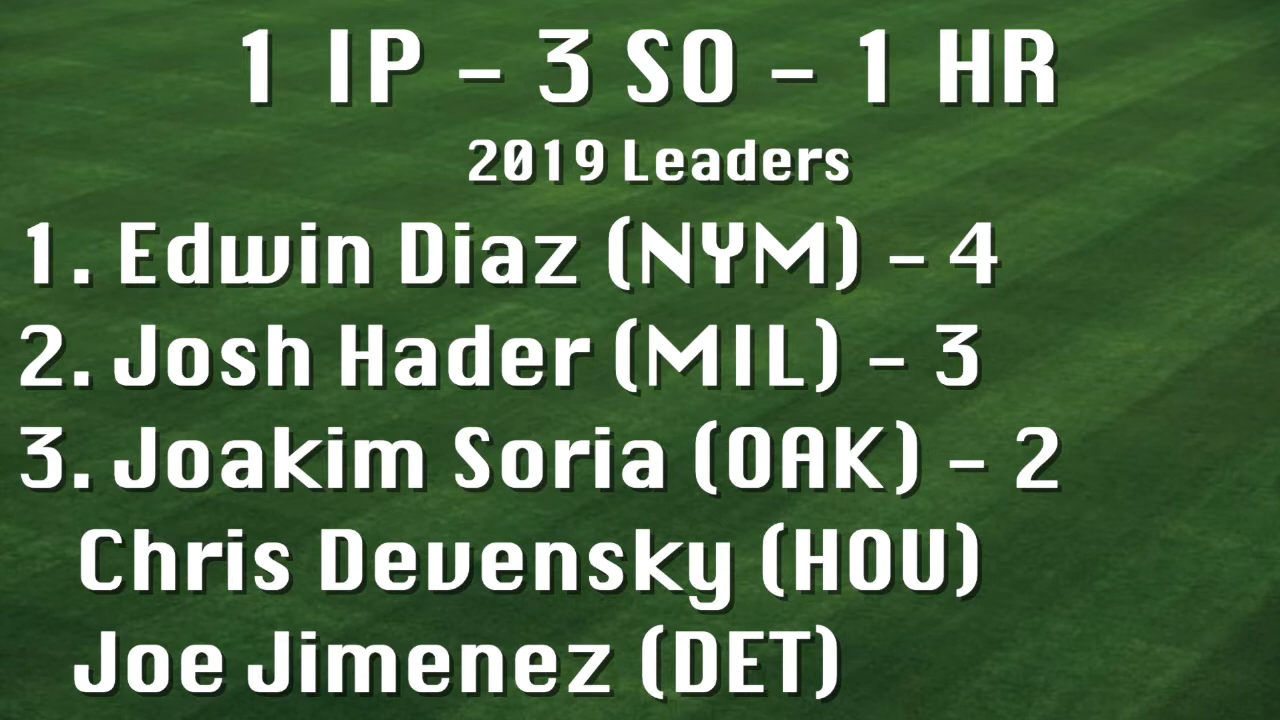 1 IP – 3 SO – 1 HR
2019 Leaders
1. Edwin Diaz (NYM) – 4
2. Josh Hader (MIL) – 3
3. Joakim Soria (OAK) – 2
Chris Devensky (HOU)
Joe Jimenez (DET)